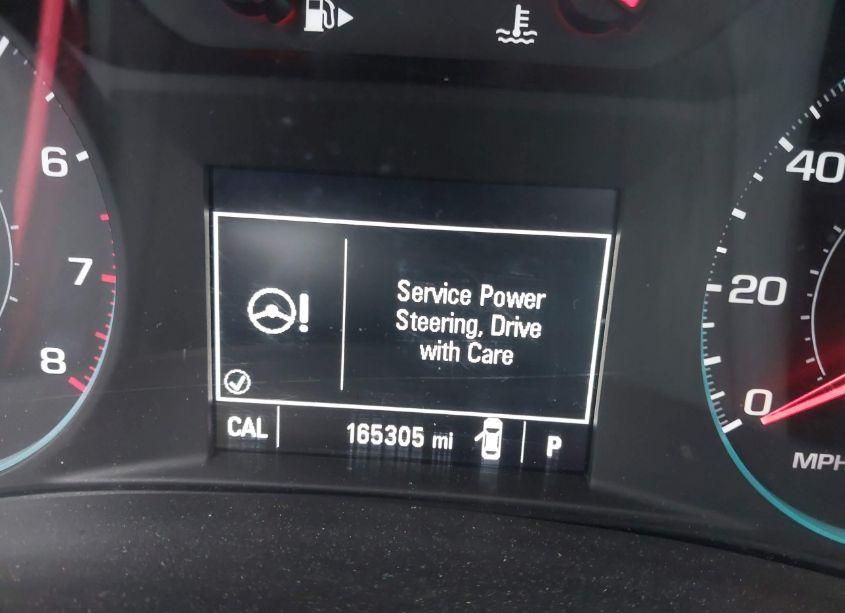 6
7
8
Service Power
Steering, Drive
with Care
CAL 165305 mi P
40
20
0
MPH